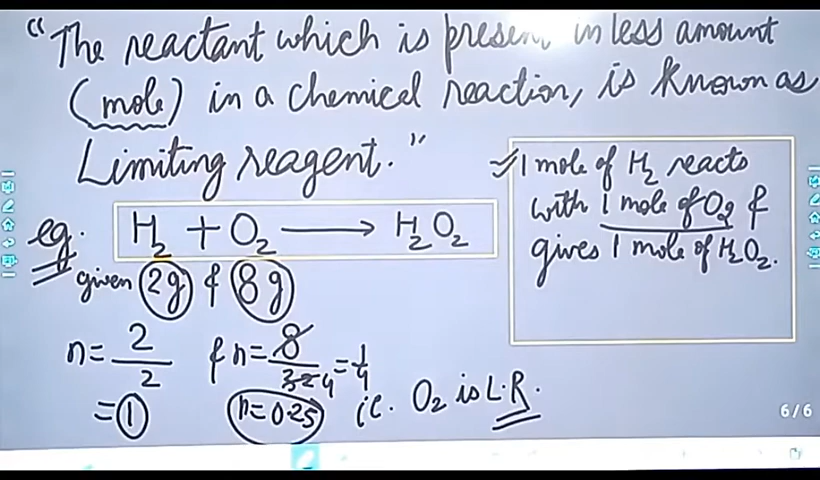 "The reactant which is present in less amount
(mole) in a chemical reaction, is known as
Limiting reagent."
✓ 1 mole of H₂ reacts
with 1 mole of O₂ &
gives 1 mole of H₂O₂.
eg. H₂ + O₂ → H₂O₂
given 2g & 8g
n = 2/2 & n = 8/32 4 = 1/4
= 1 n = 0.25 i.e. O₂ is L.R.
6/6